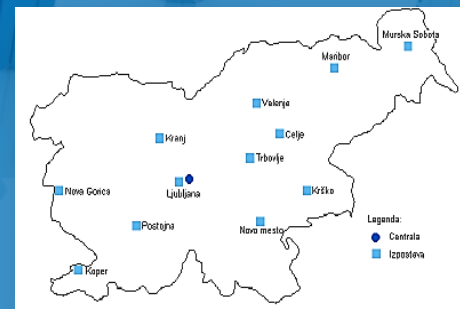 Murska Sobota
Maribor
Velenje
Kranj
Celje
Trbovlje
Ljubljana
Nova Gorica
Krško
Postojna
Novo mesto
Koper
Legenda:
Centrala
Izpostava